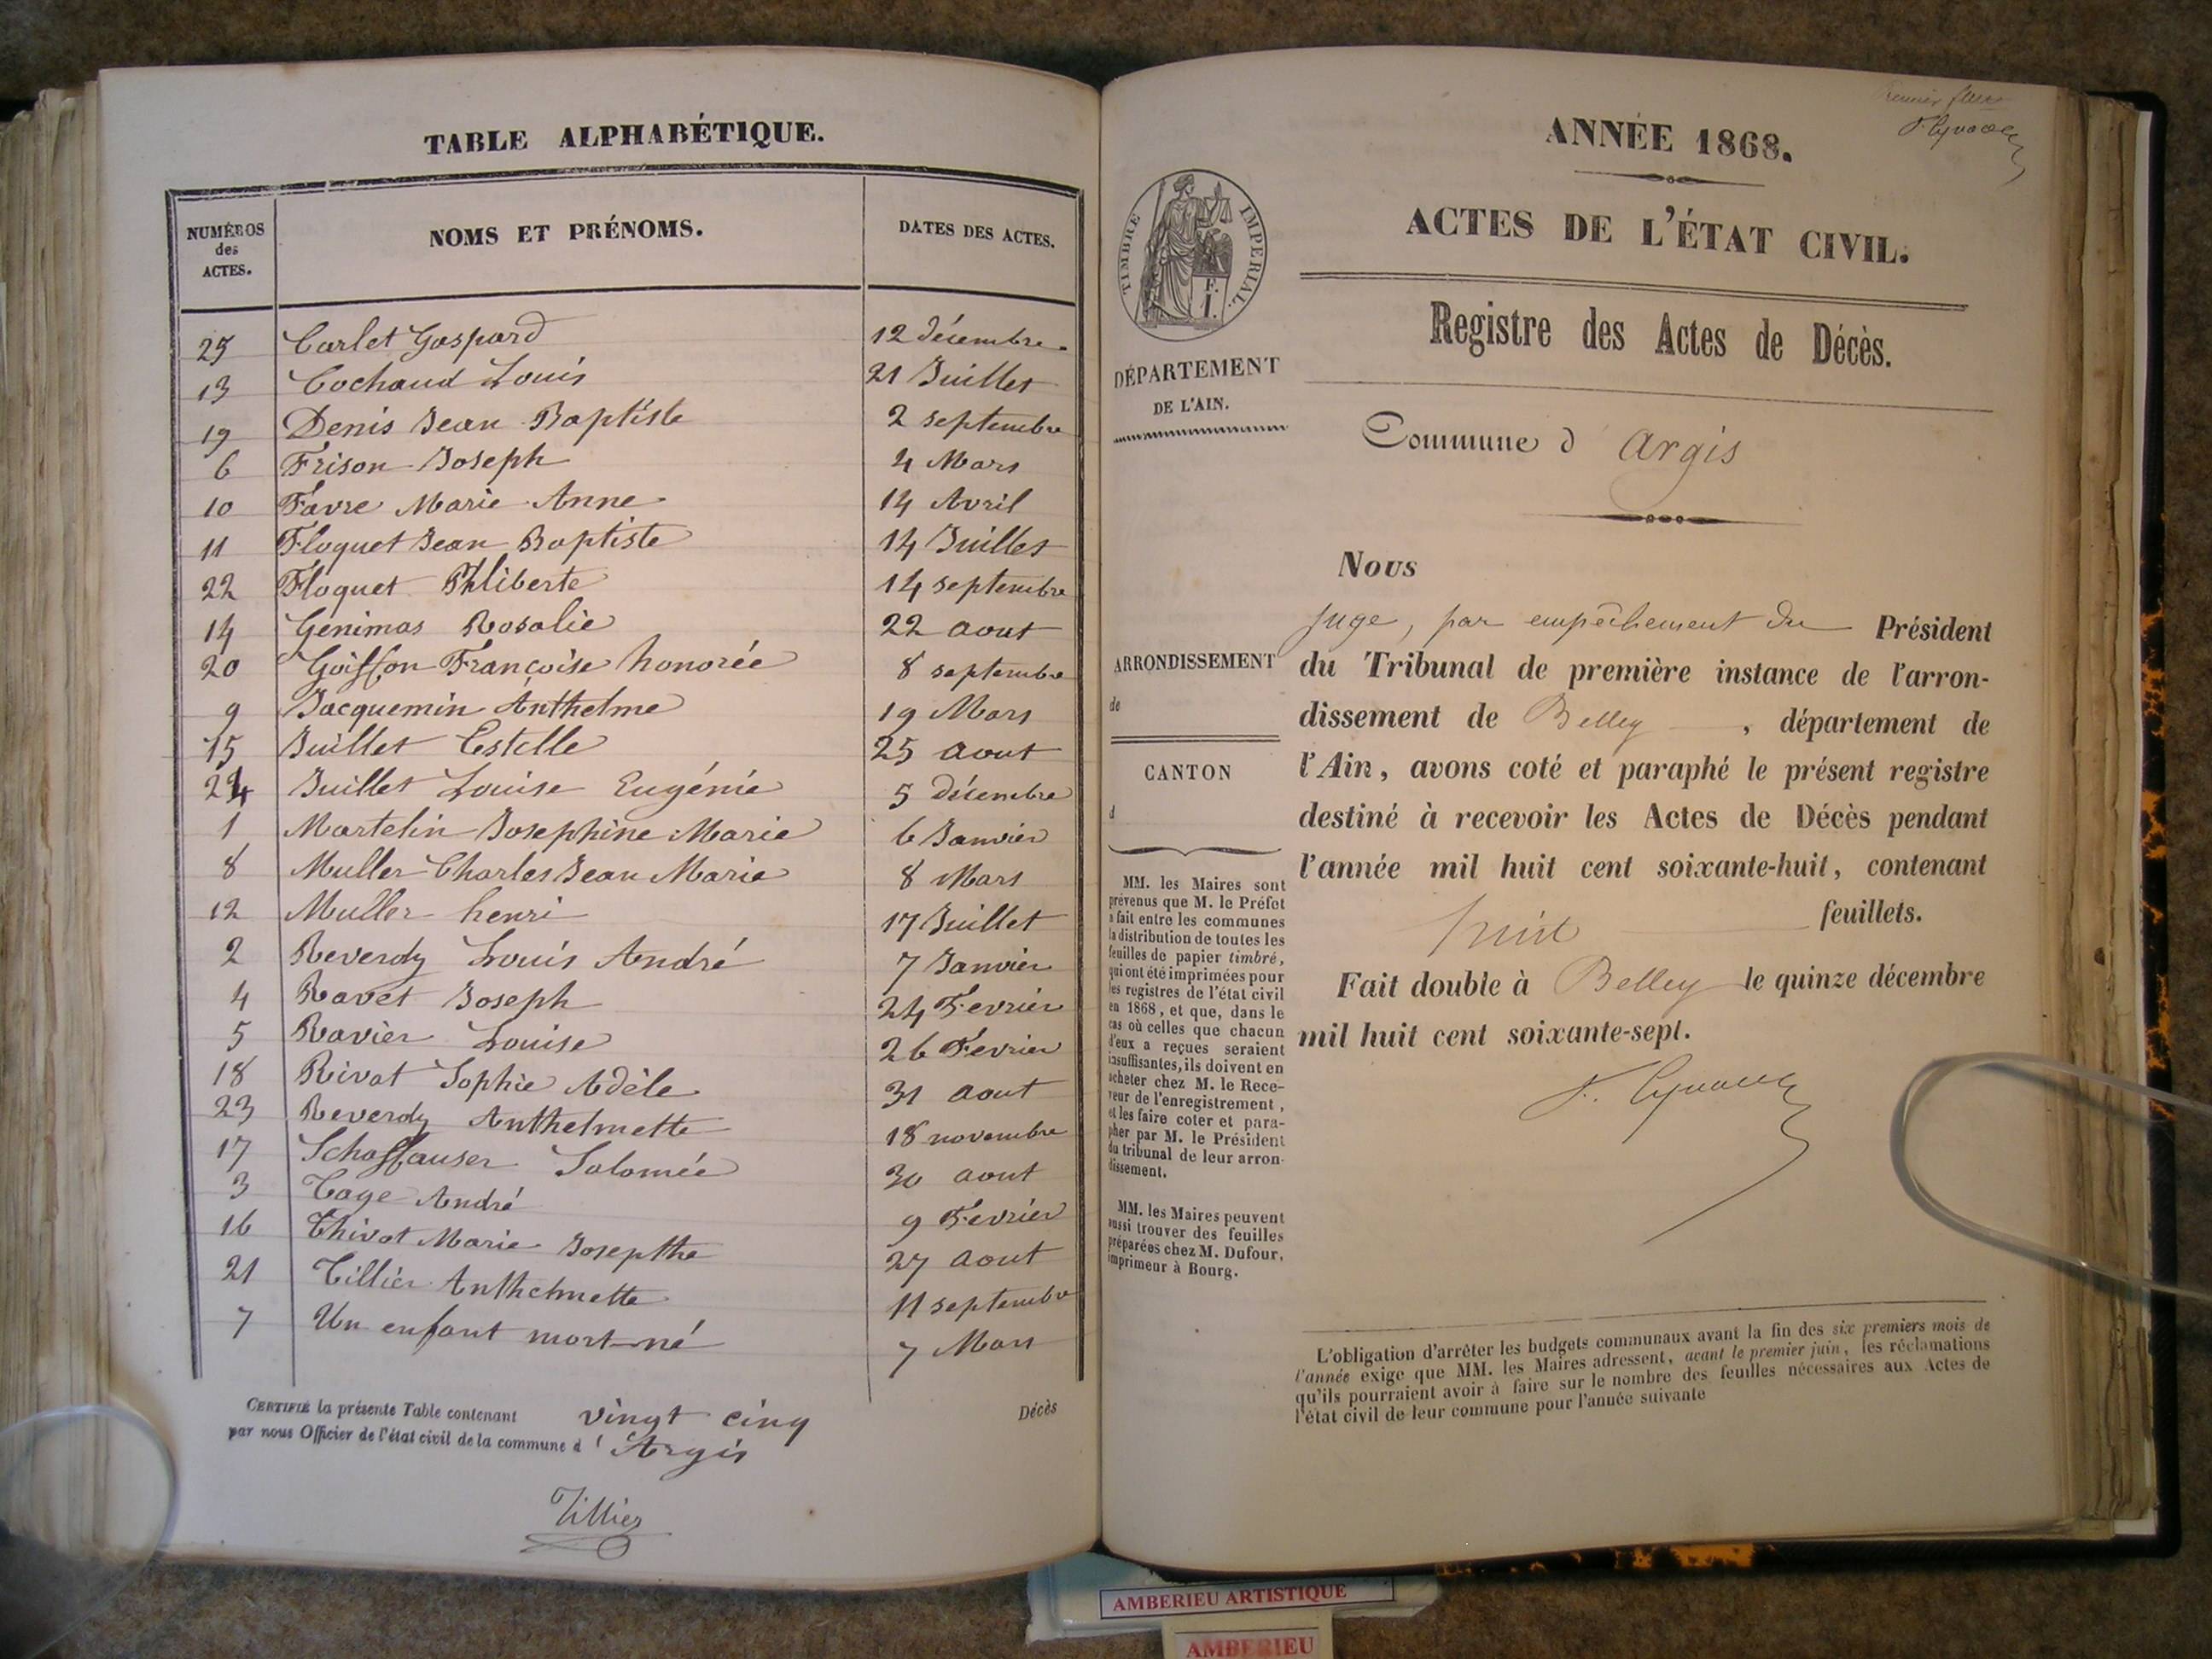 TABLE ALPHABÉTIQUE.
NUMÉROS des ACTES.
NOMS ET PRÉNOMS.
DATES DES ACTES.
25 Carlet Gaspard 12 décembre
13 Cochaud Louis 21 Juillet
19 Denis Jean Baptiste 2 septembre
6 Frison Joseph 4 Mars
10 Favre Marie Anne 14 Avril
11 Floquet Jean Baptiste 14 Juillet
22 Floquet Philiberte 14 septembre
14 Génimas Rosalie 22 aout
20 Goiffon Françoise honorée 8 septembre
9 Jacquemin Anthelme 19 Mars
15 Juillet Estelle 25 aout
24 Juillet Louise Eugénie 5 décembre
1 Martelin Josephine Marie 6 Janvier
8 Muller Charles Jean Marie 8 Mars
12 Muller henri 17 Juillet
2 Reverdy Louis André 7 Janvier
4 Ravet Joseph 24 Fevrier
5 Ravier Louise 26 Fevrier
18 Rivat Sophie Adèle 31 aout
23 Reverdy Anthelmette 18 novembre
17 Schaffauser Salomée 30 aout
3 Tage André 9 Fevrier
16 Thivat Marie Josepthe 27 aout
21 Tillier Anthelmette 11 septembre
7 Un enfant mort-né 7 Mars
CERTIFIÉ la présente Table contenant vingt cinq Décès
par nous Officier de l'état civil de la commune d'Argis
Tillier
Premier
ANNÉE 1868.
ACTES DE L'ÉTAT CIVIL.
Registre des Actes de Décès.
TIMBRE IMPÉRIAL.
E. I.
DÉPARTEMENT
DE L'AIN.
ARRONDISSEMENT
de
CANTON
d
MM. les Maires sont
prévenus que M. le Préfet
a fait entre les communes
la distribution de toutes les
feuilles de papier timbré,
qui ont été imprimées pour
les registres de l'état civil
en 1868, et que, dans le
cas où celles que chacun
d'eux a reçues seraient
insuffisantes, ils doivent en
acheter chez M. le Rece-
veur de l'enregistrement,
et les faire coter et para-
pher par M. le Président
du tribunal de leur arron-
dissement.
MM. les Maires peuvent
aussi trouver des feuilles
préparées chez M. Dufour,
imprimeur à Bourg.
Commune d'Argis
Nous
juge, par empêchement du Président
du Tribunal de première instance de l'arron-
dissement de Belley, département de
l'Ain, avons coté et paraphé le présent registre
destiné à recevoir les Actes de Décès pendant
l'année mil huit cent soixante-huit, contenant
huit feuillets.
Fait double à Belley le quinze décembre
mil huit cent soixante-sept.
L'obligation d'arrêter les budgets communaux avant la fin des six premiers mois de
l'année exige que MM. les Maires adressent, avant le premier juin, les réclamations
qu'ils pourraient avoir à faire sur le nombre des feuilles nécessaires aux Actes de
l'état civil de leur commune pour l'année suivante
AMBERIEU ARTISTIQUE
AMBERIEU